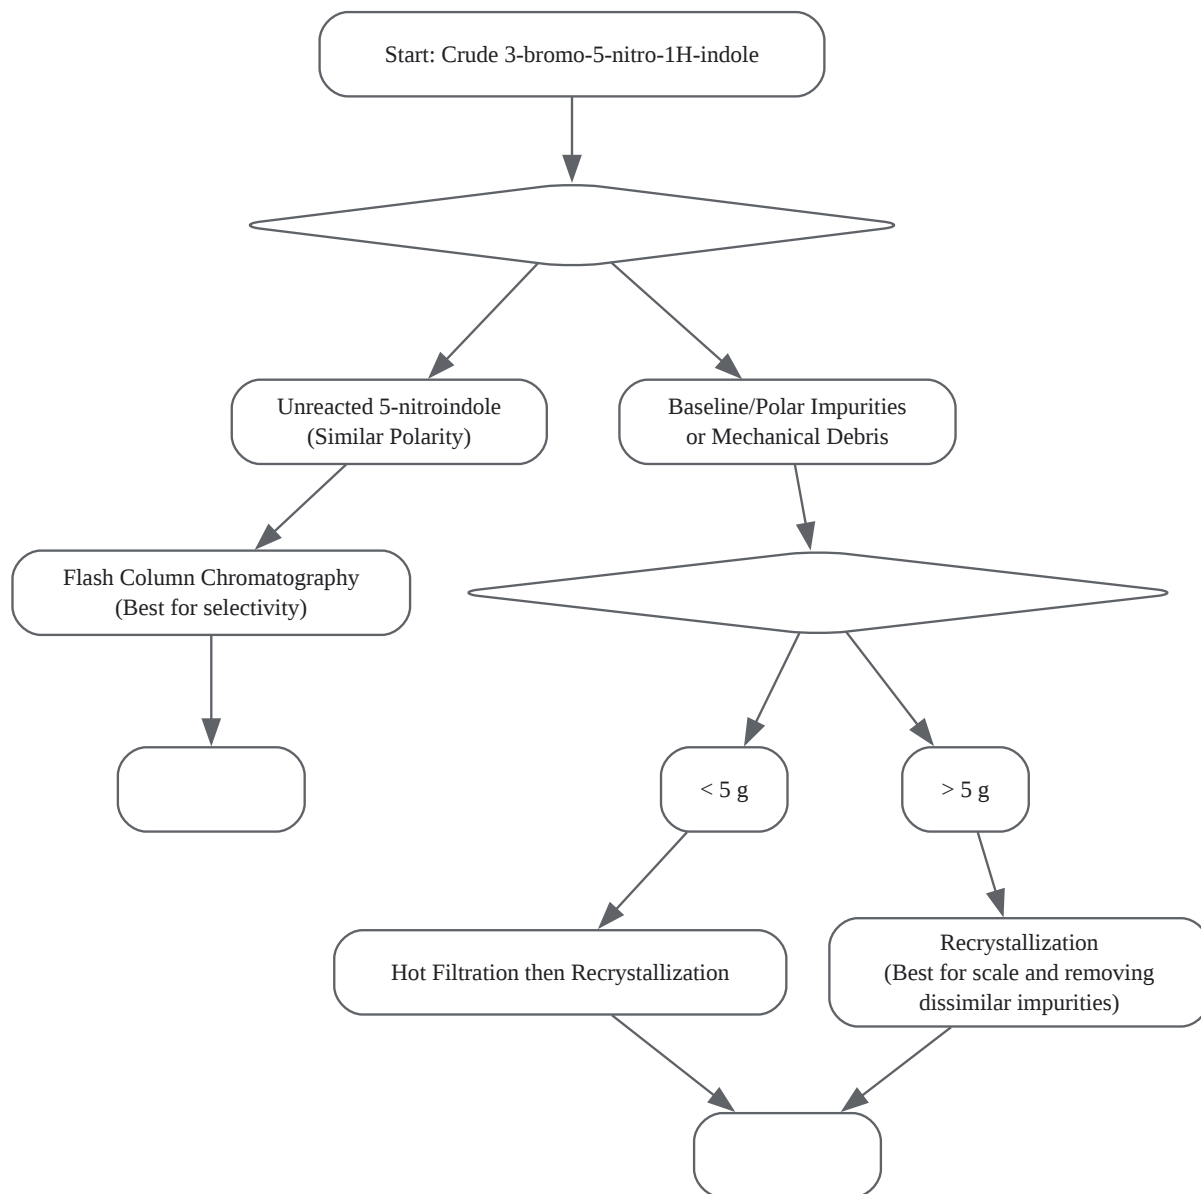 Start: Crude 3-bromo-5-nitro-1H-indole
Unreacted 5-nitroindole
(Similar Polarity)
Baseline/Polar Impurities
or Mechanical Debris
Flash Column Chromatography
(Best for selectivity)
< 5 g
> 5 g
Hot Filtration then Recrystallization
Recrystallization
(Best for scale and removing
dissimilar impurities)